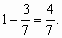 1 - 3/7 = 4/7.